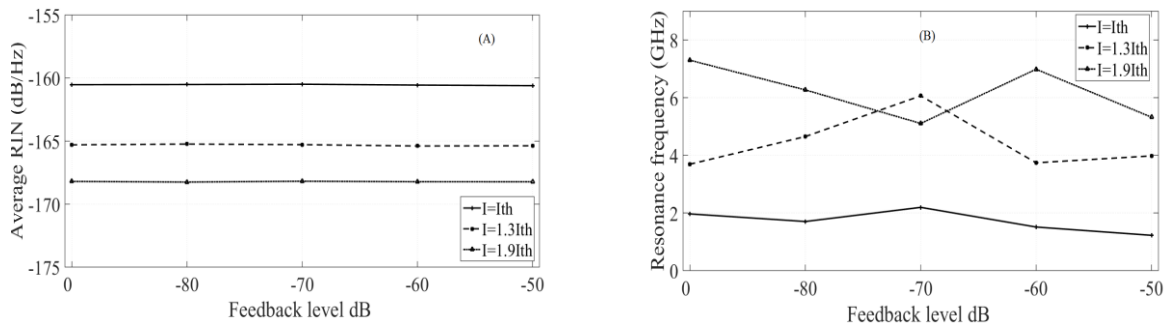 -155
-160
-165
-170
-175
Average RIN (dB/Hz)
(A)
I=Ith
I=1.3Ith
I=1.9Ith
0 -80 -70 -60 -50
Feedback level dB
8
6
4
2
0
Resonance frequency (GHz)
(B)
I=Ith
I=1.3Ith
I=1.9Ith
0 -80 -70 -60 -50
Feedback level dB